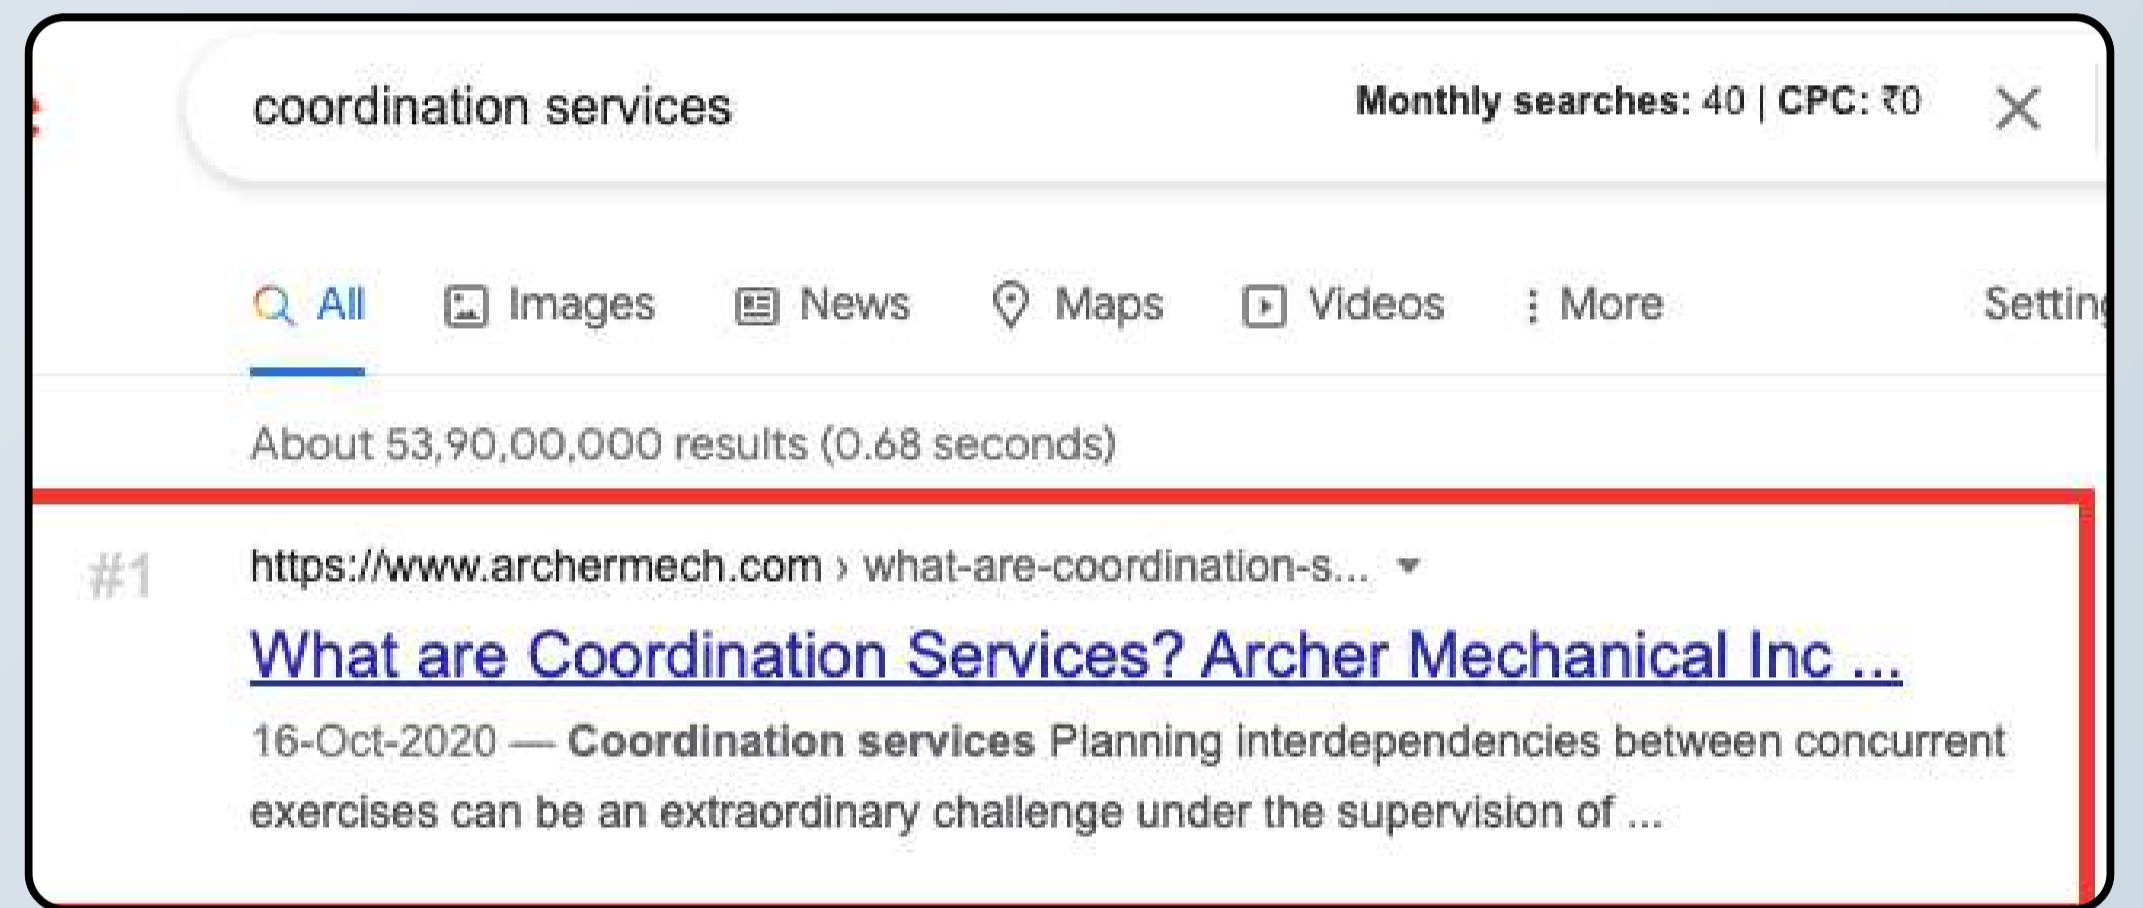 coordination services Monthly searches: 40 | CPC: ₹0
All Images News Maps Videos More Setting
About 53,90,00,000 results (0.68 seconds)
#1 https://www.archermech.com › what-are-coordination-s...
What are Coordination Services? Archer Mechanical Inc ...
16-Oct-2020 — Coordination services Planning interdependencies between concurrent
exercises can be an extraordinary challenge under the supervision of ...